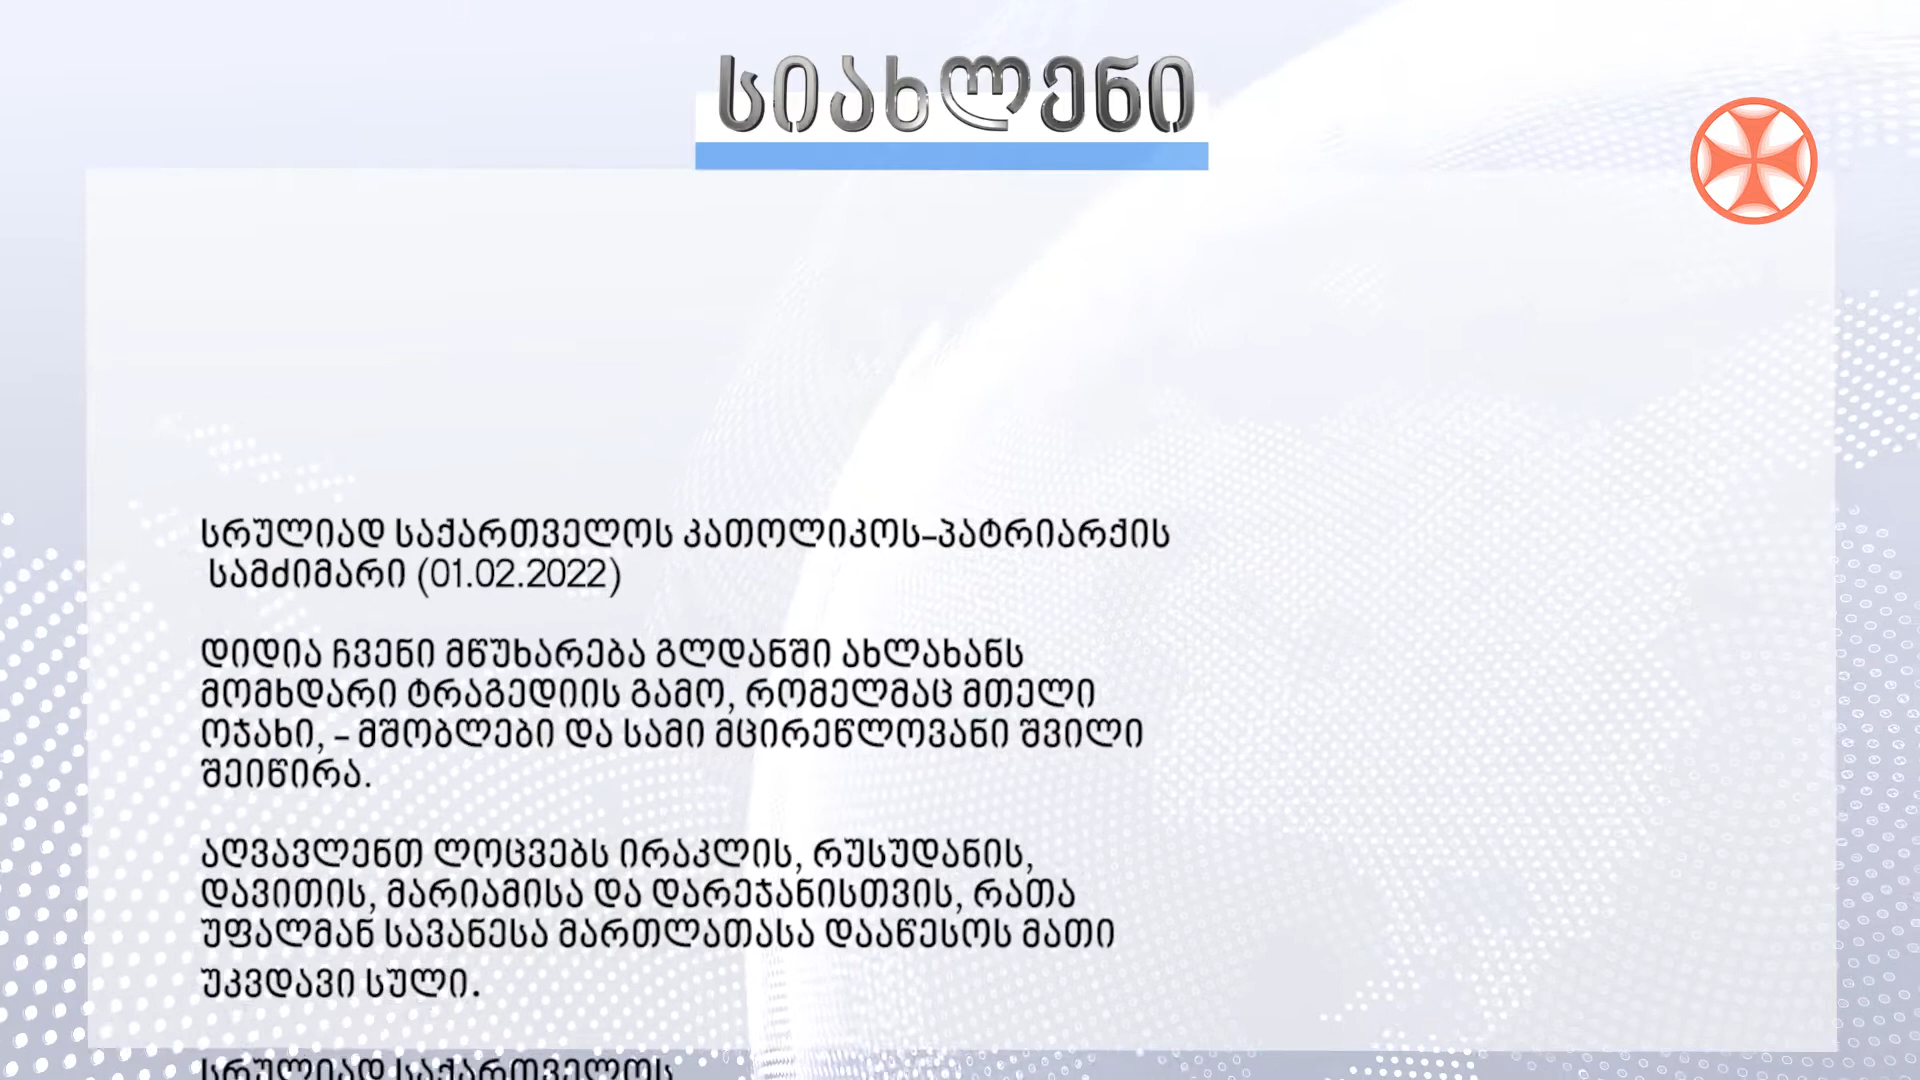 სიახლენი
სრულიად საქართველოს კათოლიკოს-პატრიარქის
სამძიმარი (01.02.2022)
დიდია ჩვენი მწუხარება გლდანში ახლახანს
მომხდარი ტრაგედიის გამო, რომელმაც მთელი
ოჯახი, - მშობლები და სამი მცირეწლოვანი შვილი
შეიწირა.
აღვავლენთ ლოცვებს ირაკლის, რუსუდანის,
დავითის, მარიამისა და დარეჯანისთვის, რათა
უფალმან სავანესა მართლათასა დააწესოს მათი
უკვდავი სული.
სრულიად საქართველოს